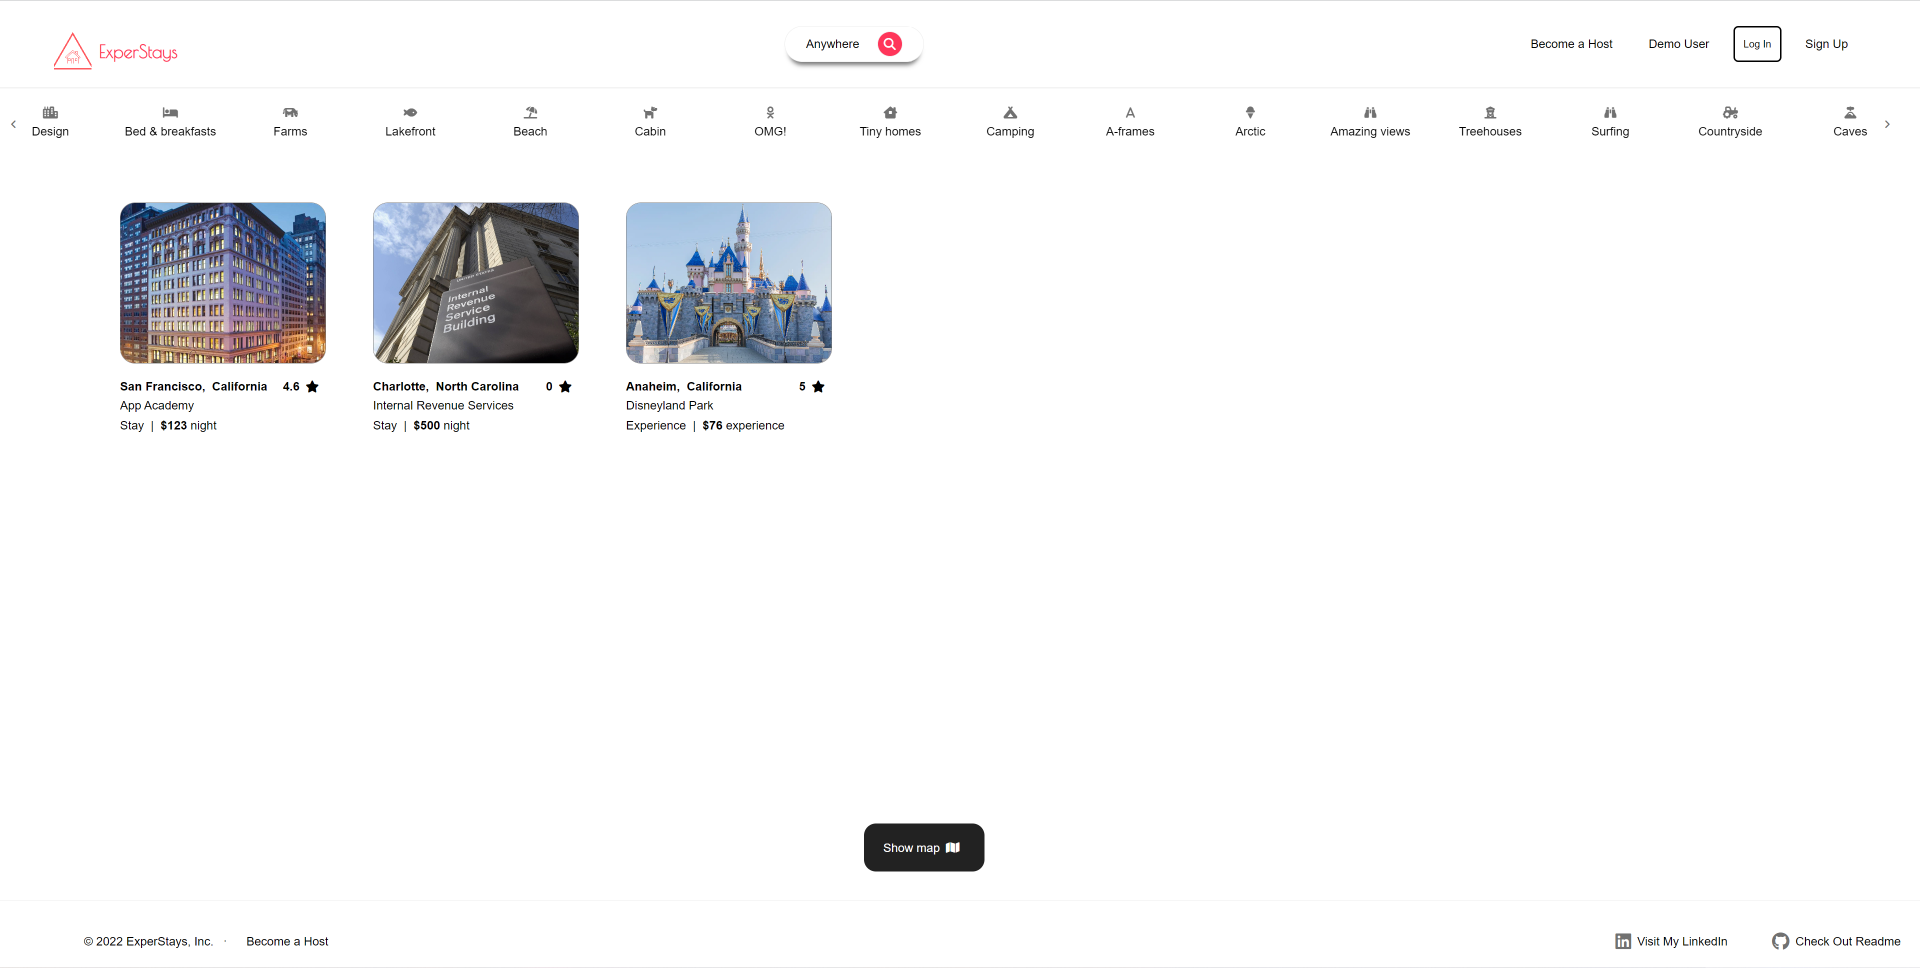 ExperStays
Anywhere
Become a Host
Demo User
Log In
Sign Up
Design
Bed & breakfasts
Farms
Lakefront
Beach
Cabin
OMG!
Tiny homes
Camping
A-frames
Arctic
Amazing views
Treehouses
Surfing
Countryside
Caves
Internal
Revenue
Service
Building
San Francisco, California 4.6
App Academy
Stay | $123 night
Charlotte, North Carolina 0
Internal Revenue Services
Stay | $500 night
Anaheim, California 5
Disneyland Park
Experience | $76 experience
Show map
© 2022 ExperStays, Inc. · Become a Host
Visit My LinkedIn
Check Out Readme